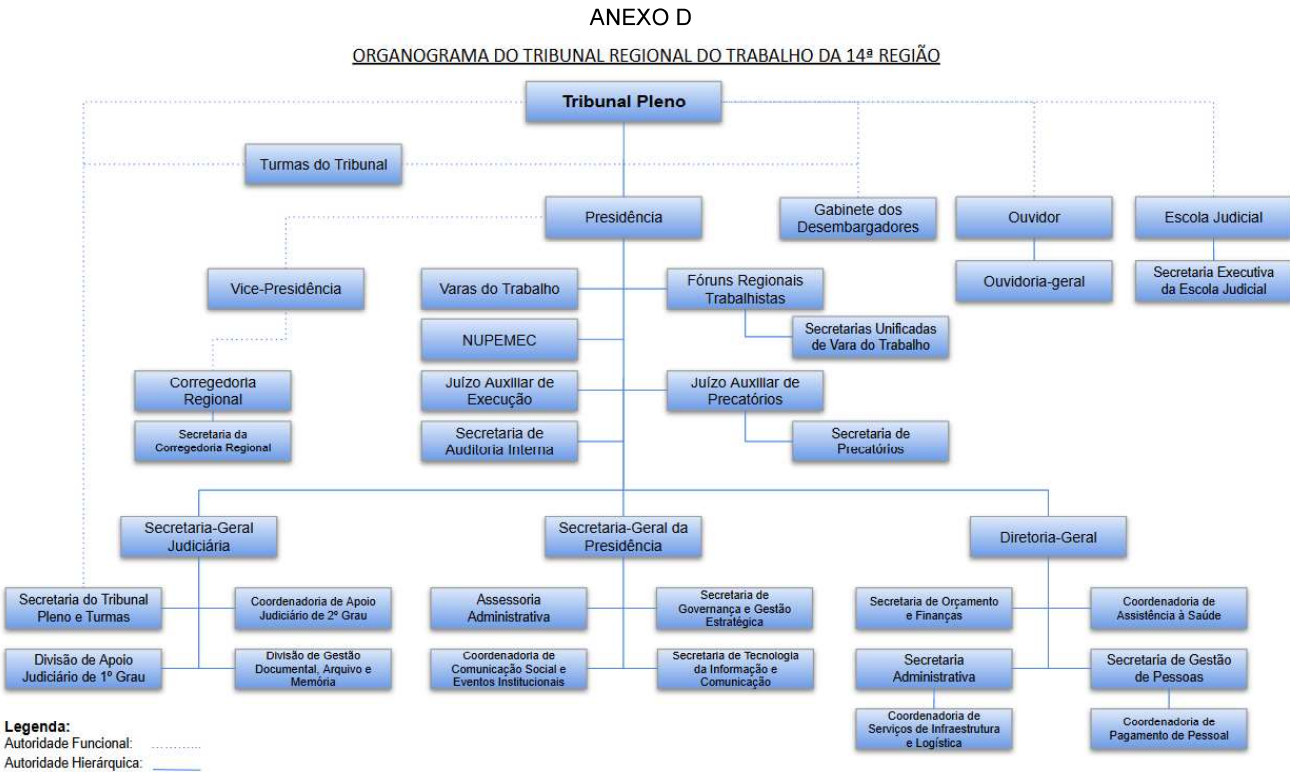 ANEXO D
ORGANOGRAMA DO TRIBUNAL REGIONAL DO TRABALHO DA 14ª REGIÃO
Tribunal Pleno
Turmas do Tribunal
Presidência
Gabinete dos
Desembargadores
Ouvidor
Escola Judicial
Vice-Presidência
Varas do Trabalho
Fóruns Regionais
Trabalhistas
Ouvidoria-geral
Secretaria Executiva
da Escola Judicial
NUPEMEC
Secretarias Unificadas
de Vara do Trabalho
Corregedoria
Regional
Juízo Auxiliar de
Execução
Juízo Auxiliar de
Precatórios
Secretaria da
Corregedoria Regional
Secretaria de
Auditoria Interna
Secretaria de
Precatórios
Secretaria-Geral
Judiciária
Secretaria-Geral da
Presidência
Diretoria-Geral
Secretaria do Tribunal
Pleno e Turmas
Coordenadoria de Apoio
Judiciário de 2º Grau
Assessoria
Administrativa
Secretaria de
Governança e Gestão
Estratégica
Secretaria de Orçamento
e Finanças
Coordenadoria de
Assistência à Saúde
Divisão de Apoio
Judiciário de 1º Grau
Divisão de Gestão
Documental, Arquivo e
Memória
Coordenadoria de
Comunicação Social e
Eventos Institucionais
Secretaria de Tecnologia
da Informação e
Comunicação
Secretaria
Administrativa
Secretaria de Gestão
de Pessoas
Coordenadoria de
Serviços de Infraestrutura
e Logística
Coordenadoria de
Pagamento de Pessoal
Legenda:
Autoridade Funcional:
Autoridade Hierárquica: